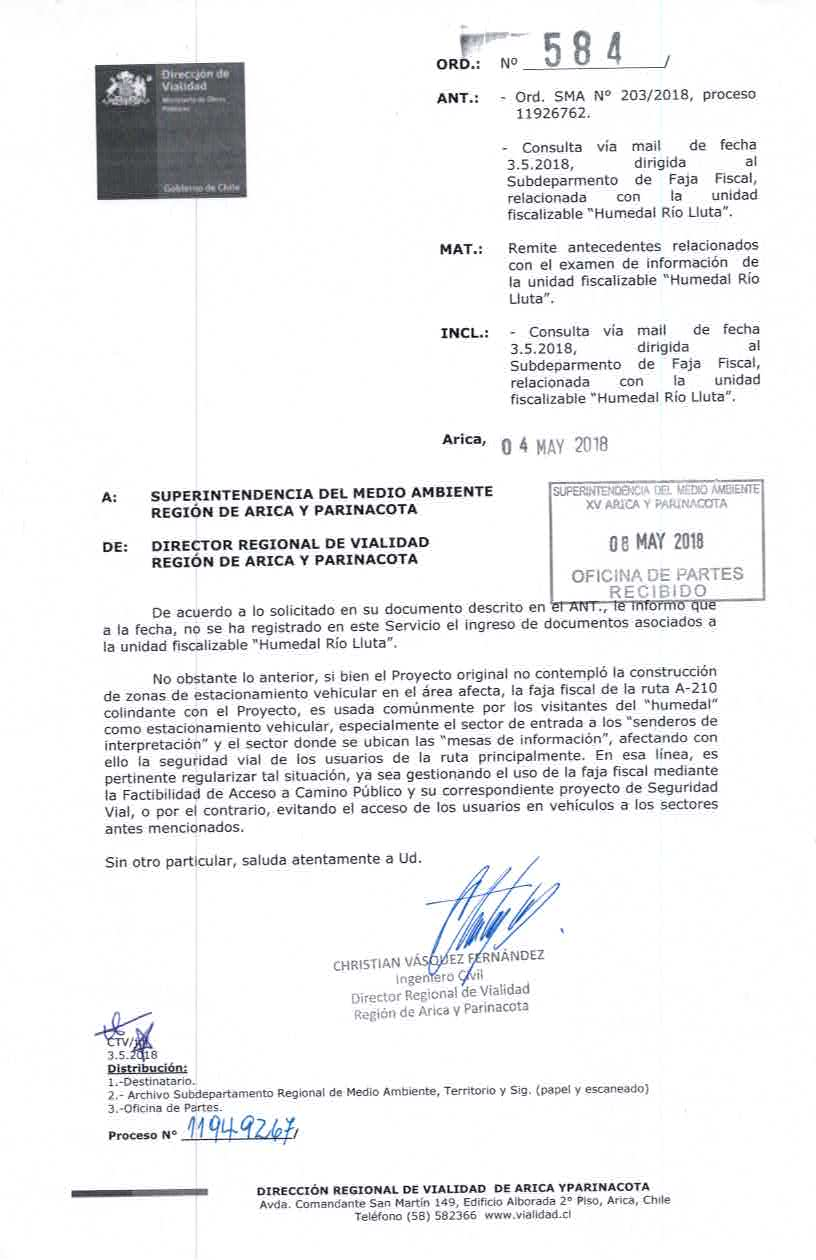 Dirección de
Vialidad
Ministerio de Obras
Públicas
Gobierno de Chile
ORD.: Nº 584 /
ANT.: - Ord. SMA Nº 203/2018, proceso
11926762.
- Consulta vía mail de fecha
3.5.2018, dirigida al
Subdeparmento de Faja Fiscal,
relacionada con la unidad
fiscalizable "Humedal Río Lluta".
MAT.: Remite antecedentes relacionados
con el examen de información de
la unidad fiscalizable "Humedal Río
Lluta".
INCL.: - Consulta vía mail de fecha
3.5.2018, dirigida al
Subdeparmento de Faja Fiscal,
relacionada con la unidad
fiscalizable "Humedal Río Lluta".
Arica, 04 MAY 2018
A: SUPERINTENDENCIA DEL MEDIO AMBIENTE
REGIÓN DE ARICA Y PARINACOTA
DE: DIRECTOR REGIONAL DE VIALIDAD
REGIÓN DE ARICA Y PARINACOTA
SUPERINTENDENCIA DEL MEDIO AMBIENTE
XV ARICA Y PARINACOTA
08 MAY 2018
OFICINA DE PARTES
RECIBIDO
De acuerdo a lo solicitado en su documento descrito en el ANT., le informo que
a la fecha, no se ha registrado en este Servicio el ingreso de documentos asociados a
la unidad fiscalizable "Humedal Río Lluta".
No obstante lo anterior, si bien el Proyecto original no contempló la construcción
de zonas de estacionamiento vehicular en el área afecta, la faja fiscal de la ruta A-210
colindante con el Proyecto, es usada comúnmente por los visitantes del "humedal"
como estacionamiento vehicular, especialmente el sector de entrada a los "senderos de
interpretación" y el sector donde se ubican las "mesas de información", afectando con
ello la seguridad vial de los usuarios de la ruta principalmente. En esa línea, es
pertinente regularizar tal situación, ya sea gestionando el uso de la faja fiscal mediante
la Factibilidad de Acceso a Camino Público y su correspondiente proyecto de Seguridad
Vial, o por el contrario, evitando el acceso de los usuarios en vehículos a los sectores
antes mencionados.
Sin otro particular, saluda atentamente a Ud.
CHRISTIAN VÁSQUEZ FERNÁNDEZ
Ingeniero Civil
Director Regional de Vialidad
Región de Arica y Parinacota
CTV/
3.5.2018
Distribución:
1.-Destinatario.
2.- Archivo Subdepartamento Regional de Medio Ambiente, Territorio y Sig. (papel y escaneado)
3.-Oficina de Partes.
Proceso Nº 11949267/
DIRECCIÓN REGIONAL DE VIALIDAD DE ARICA YPARINACOTA
Avda. Comandante San Martín 149, Edificio Alborada 2º Piso, Arica, Chile
Teléfono (58) 582366 www.vialidad.cl